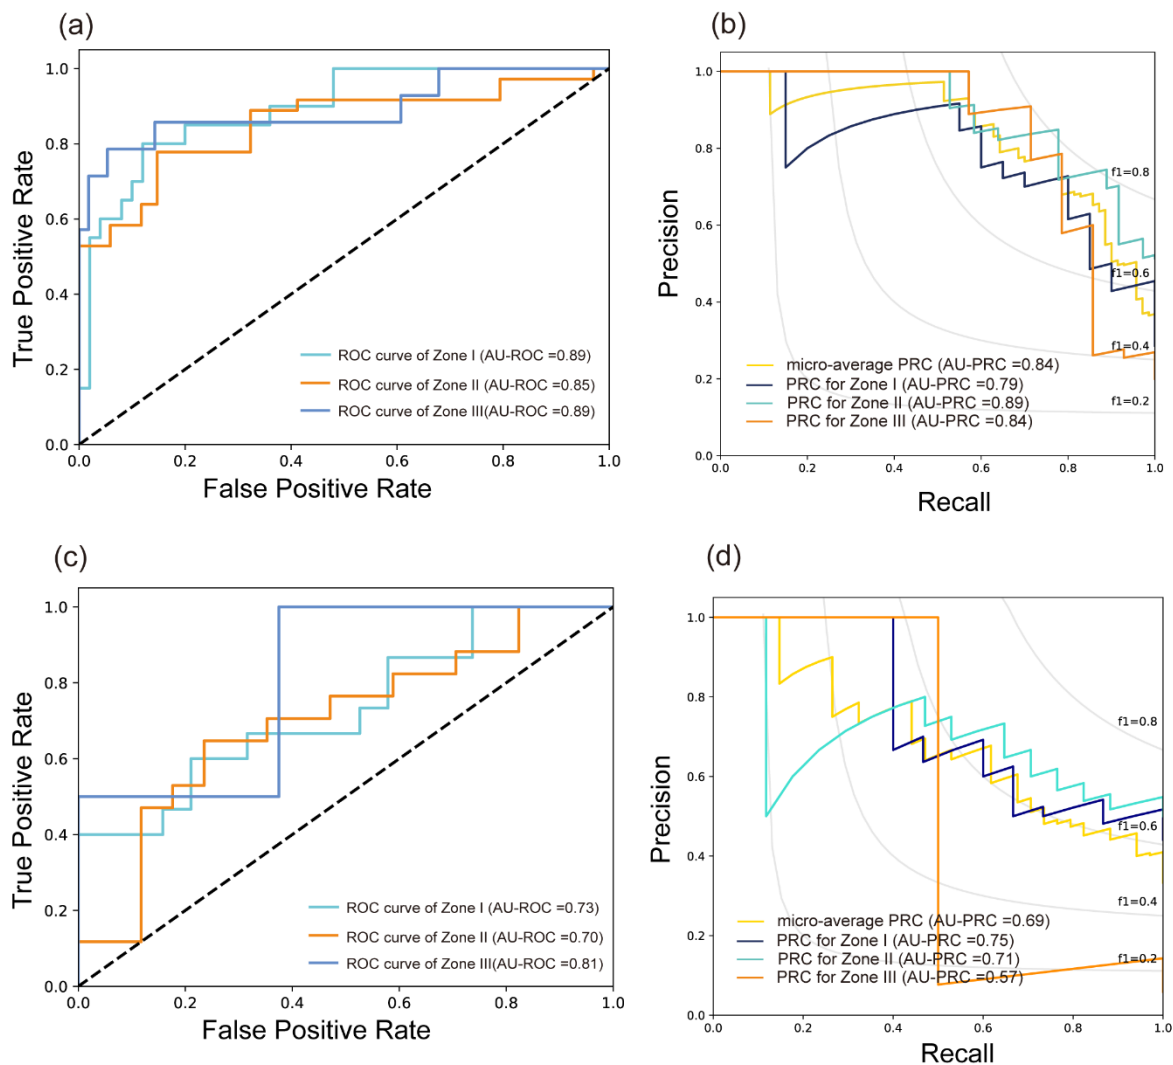 (a)
True Positive Rate
1.0
0.8
0.6
0.4
0.2
0.0
0.0 0.2 0.4 0.6 0.8 1.0
False Positive Rate
ROC curve of Zone I (AU-ROC =0.89)
ROC curve of Zone II (AU-ROC =0.85)
ROC curve of Zone III(AU-ROC =0.89)
(b)
Precision
1.0
0.8
0.6
0.4
0.2
0.0
0.0 0.2 0.4 0.6 0.8 1.0
Recall
f1=0.8
f1=0.6
f1=0.4
f1=0.2
micro-average PRC (AU-PRC =0.84)
PRC for Zone I (AU-PRC =0.79)
PRC for Zone II (AU-PRC =0.89)
PRC for Zone III (AU-PRC =0.84)
(c)
True Positive Rate
1.0
0.8
0.6
0.4
0.2
0.0
0.0 0.2 0.4 0.6 0.8 1.0
False Positive Rate
ROC curve of Zone I (AU-ROC =0.73)
ROC curve of Zone II (AU-ROC =0.70)
ROC curve of Zone III(AU-ROC =0.81)
(d)
Precision
1.0
0.8
0.6
0.4
0.2
0.0
0.0 0.2 0.4 0.6 0.8 1.0
Recall
f1=0.8
f1=0.6
f1=0.4
f1=0.2
micro-average PRC (AU-PRC =0.69)
PRC for Zone I (AU-PRC =0.75)
PRC for Zone II (AU-PRC =0.71)
PRC for Zone III (AU-PRC =0.57)